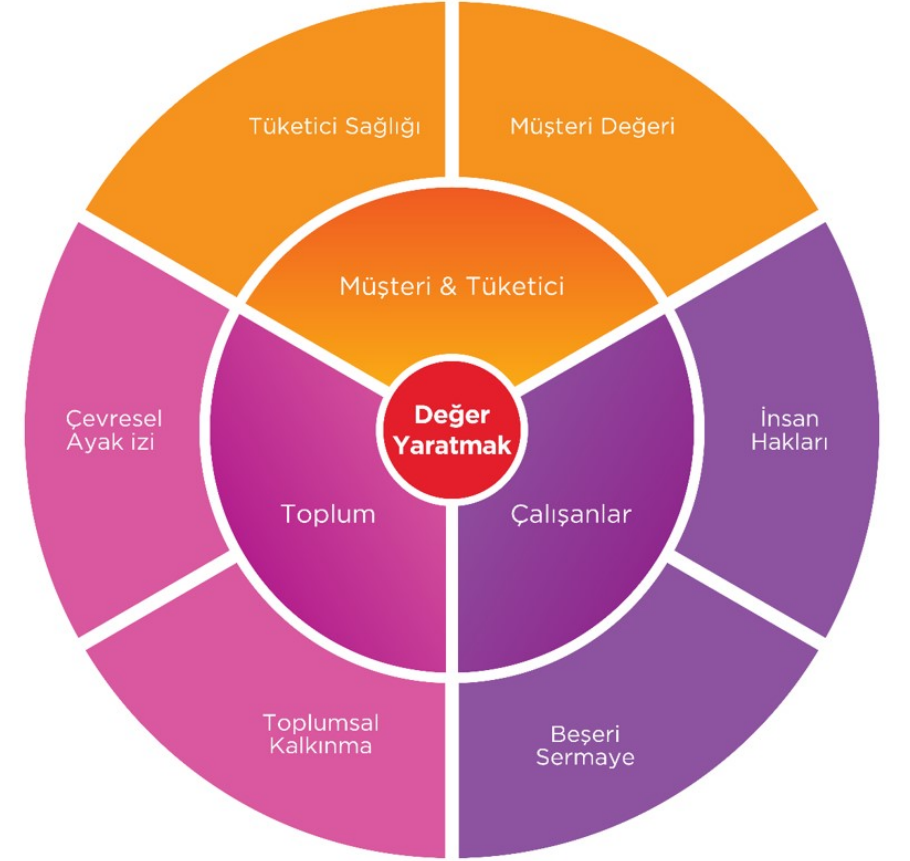 Tüketici Sağlığı
Müşteri Değeri
Müşteri & Tüketici
Çevresel
Ayak izi
Değer
Yaratmak
İnsan
Hakları
Toplum
Çalışanlar
Toplumsal
Kalkınma
Beşeri
Sermaye